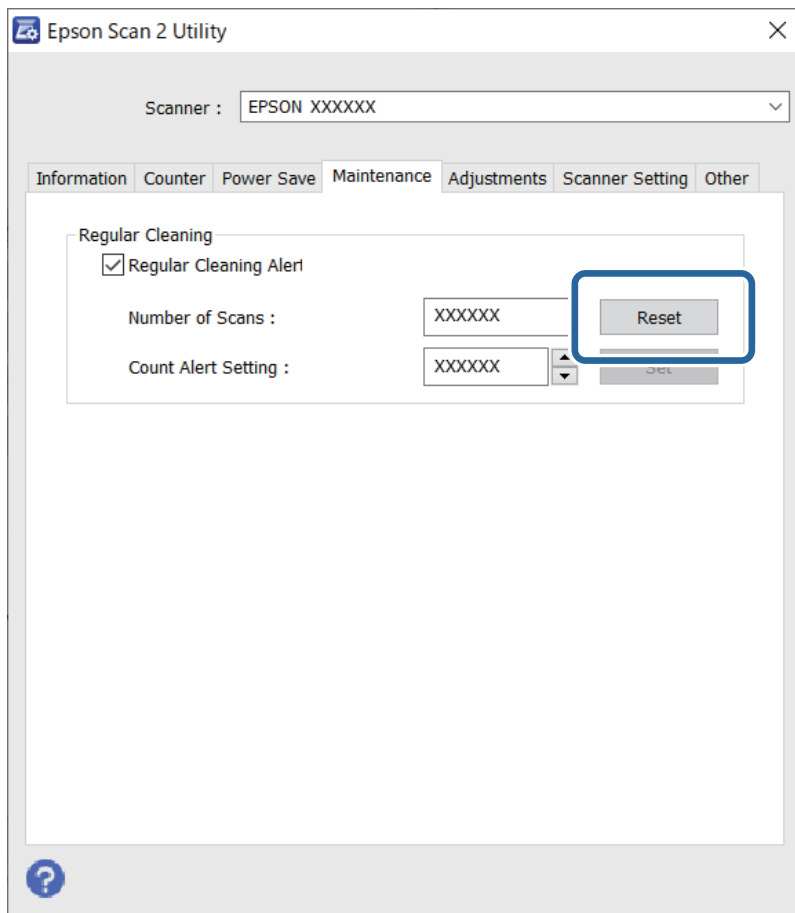 Epson Scan 2 Utility
Scanner : EPSON XXXXXX
Information Counter Power Save Maintenance Adjustments Scanner Setting Other
Regular Cleaning
Regular Cleaning Alert
Number of Scans : XXXXXX Reset
Count Alert Setting : XXXXXX Set
?